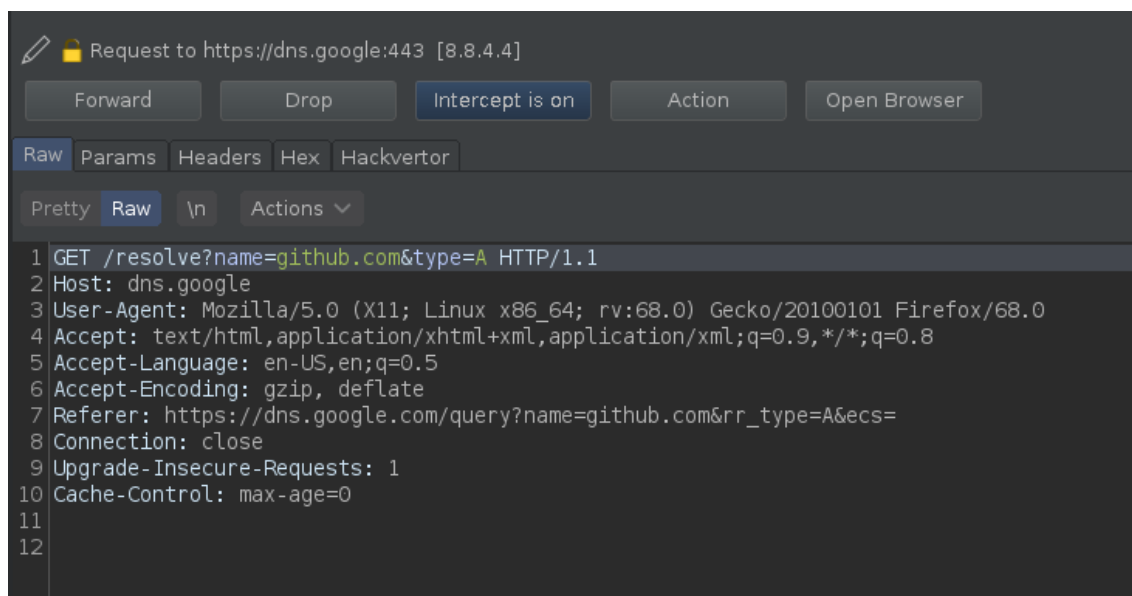 Request to https://dns.google:443 [8.8.4.4]
Forward Drop Intercept is on Action Open Browser
Raw Params Headers Hex Hackvertor
Pretty Raw \n Actions
1 GET /resolve?name=github.com&type=A HTTP/1.1
2 Host: dns.google
3 User-Agent: Mozilla/5.0 (X11; Linux x86_64; rv:68.0) Gecko/20100101 Firefox/68.0
4 Accept: text/html,application/xhtml+xml,application/xml;q=0.9,*/*;q=0.8
5 Accept-Language: en-US,en;q=0.5
6 Accept-Encoding: gzip, deflate
7 Referer: https://dns.google.com/query?name=github.com&rr_type=A&ecs=
8 Connection: close
9 Upgrade-Insecure-Requests: 1
10 Cache-Control: max-age=0
11
12